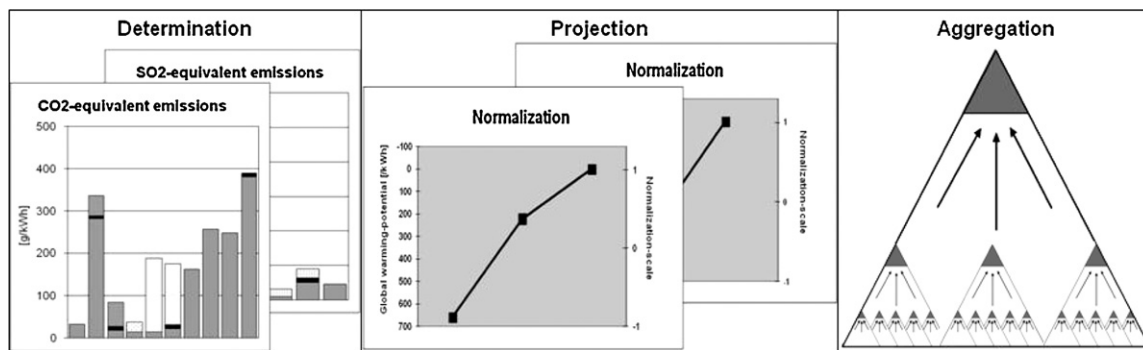 Determination
SO2-equivalent emissions
CO2-equivalent emissions
[g/kWh]
500
400
300
200
100
0
Projection
Normalization
Normalization
Global warming-potential [/kWh]
-100
0
100
200
300
400
500
600
700
1
0
-1
Normalization-scale
1
0
-1
Normalization-scale
Aggregation